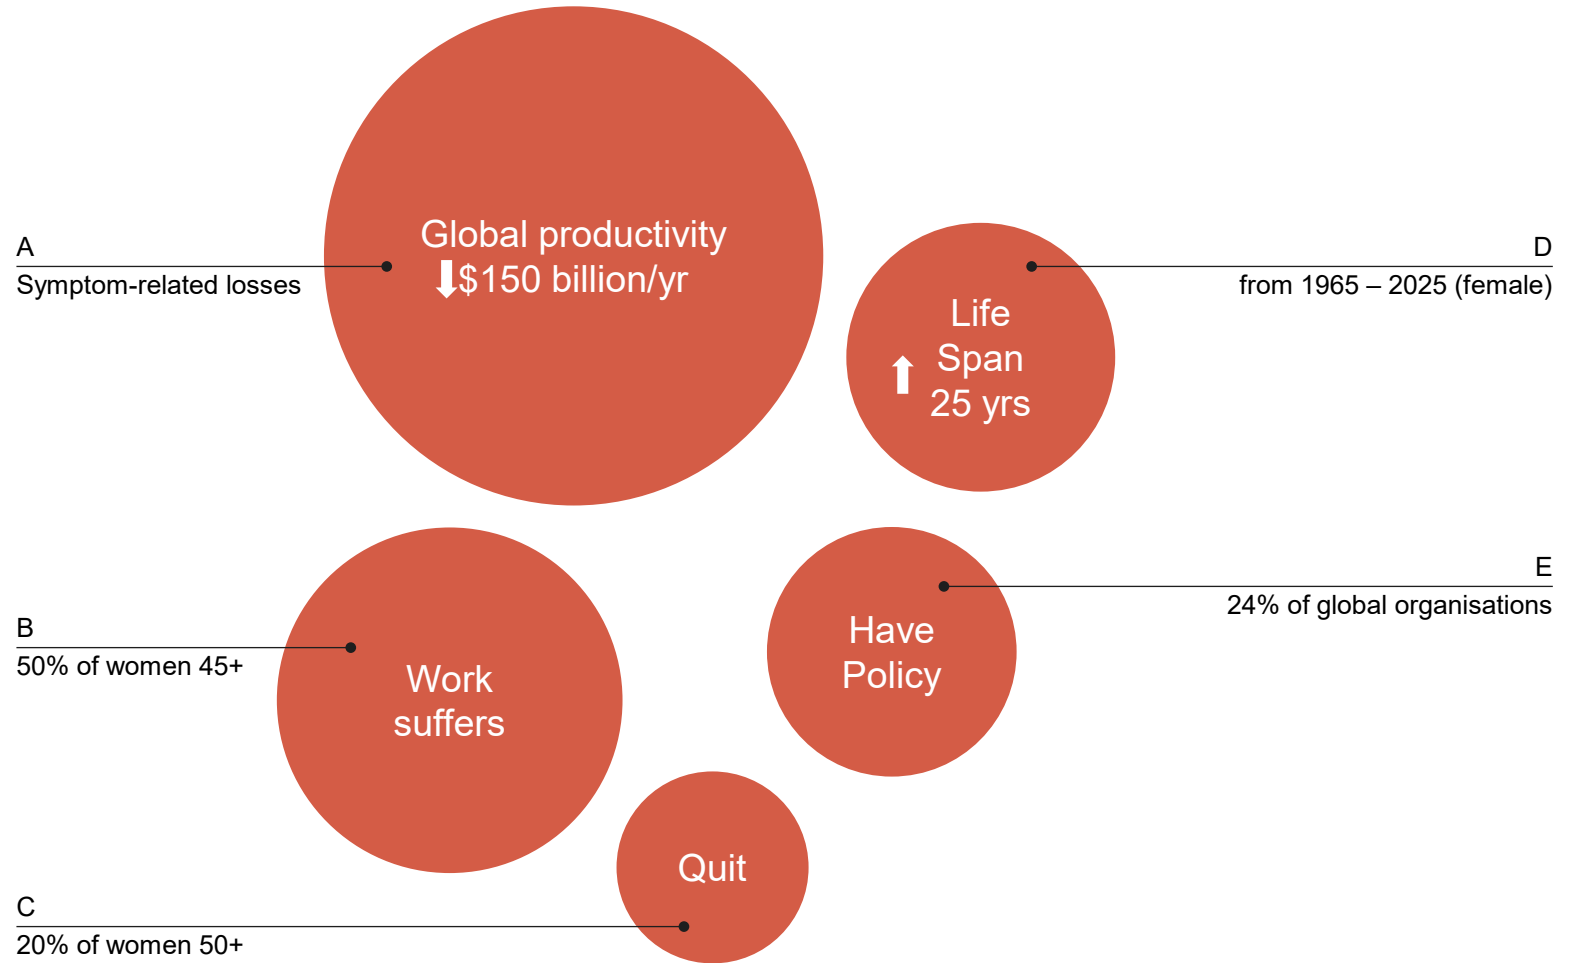 A
Symptom-related losses
Global productivity
⬇$150 billion/yr
D
from 1965 – 2025 (female)
Life
Span
⬆
25 yrs
B
50% of women 45+
Work
suffers
E
24% of global organisations
Have
Policy
C
20% of women 50+
Quit